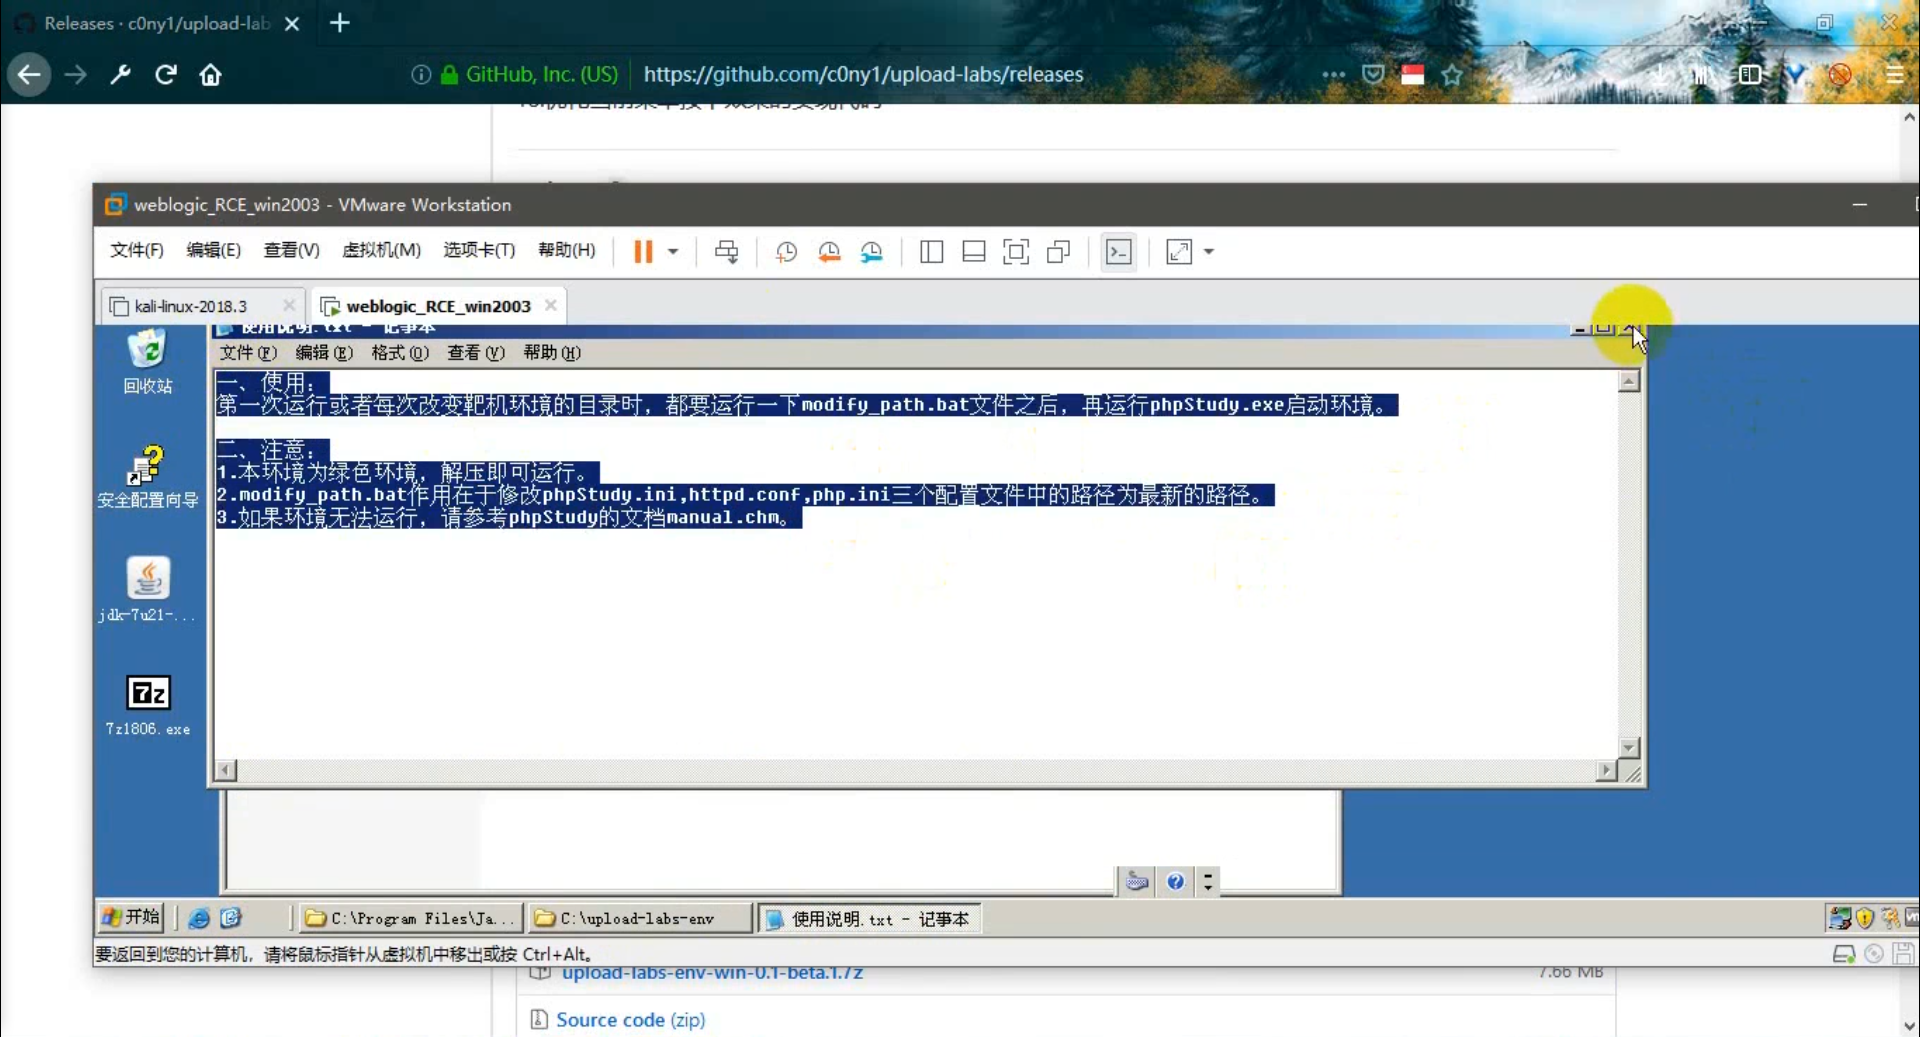 Releases · c0ny1/upload-lab
GitHub, Inc. (US)
https://github.com/c0ny1/upload-labs/releases
weblogic_RCE_win2003 - VMware Workstation
文件(F) 编辑(E) 查看(V) 虚拟机(M) 选项卡(T) 帮助(H)
kali-linux-2018.3
weblogic_RCE_win2003
使用说明.txt - 记事本
文件(F) 编辑(E) 格式(O) 查看(V) 帮助(H)
回收站
安全配置向导
jdk-7u21-...
7z1806.exe
一、使用：
第一次运行或者每次改变靶机环境的目录时，都要运行一下modify_path.bat文件之后，再运行phpStudy.exe启动环境。
二、注意：
1.本环境为绿色环境，解压即可运行。
2.modify_path.bat作用在于修改phpStudy.ini,httpd.conf,php.ini三个配置文件中的路径为最新的路径。
3.如果环境无法运行，请参考phpStudy的文档manual.chm。
开始
C:\Program Files\Ja...
C:\upload-labs-env
使用说明.txt - 记事本
要返回到您的计算机，请将鼠标指针从虚拟机中移出或按 Ctrl+Alt。
upload-labs-env-win-0.1-beta.1.7z
7.66 MB
Source code (zip)